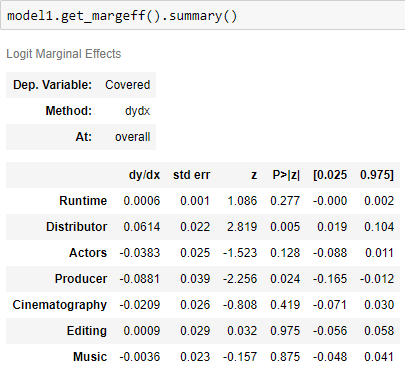 model1.get_margeff().summary()
Logit Marginal Effects
Dep. Variable: Covered
Method: dydx
At: overall
dy/dx std err z P>|z| [0.025 0.975]
Runtime 0.0006 0.001 1.086 0.277 -0.000 0.002
Distributor 0.0614 0.022 2.819 0.005 0.019 0.104
Actors -0.0383 0.025 -1.523 0.128 -0.088 0.011
Producer -0.0881 0.039 -2.256 0.024 -0.165 -0.012
Cinematography -0.0209 0.026 -0.808 0.419 -0.071 0.030
Editing 0.0009 0.029 0.032 0.975 -0.056 0.058
Music -0.0036 0.023 -0.157 0.875 -0.048 0.041